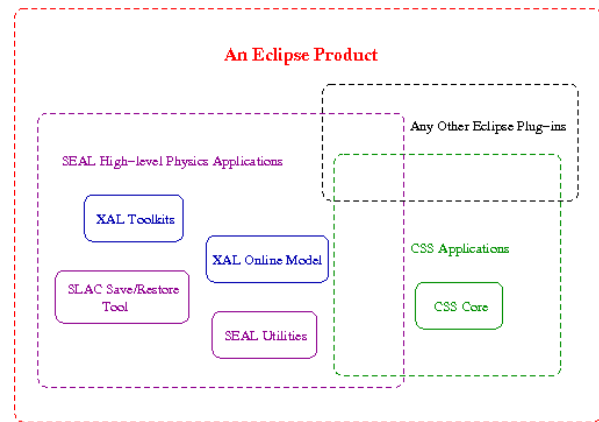 An Eclipse Product
Any Other Eclipse Plug-ins
SEAL High-level Physics Applications
XAL Toolkits
XAL Online Model
CSS Applications
SLAC Save/Restore
Tool
CSS Core
SEAL Utilities